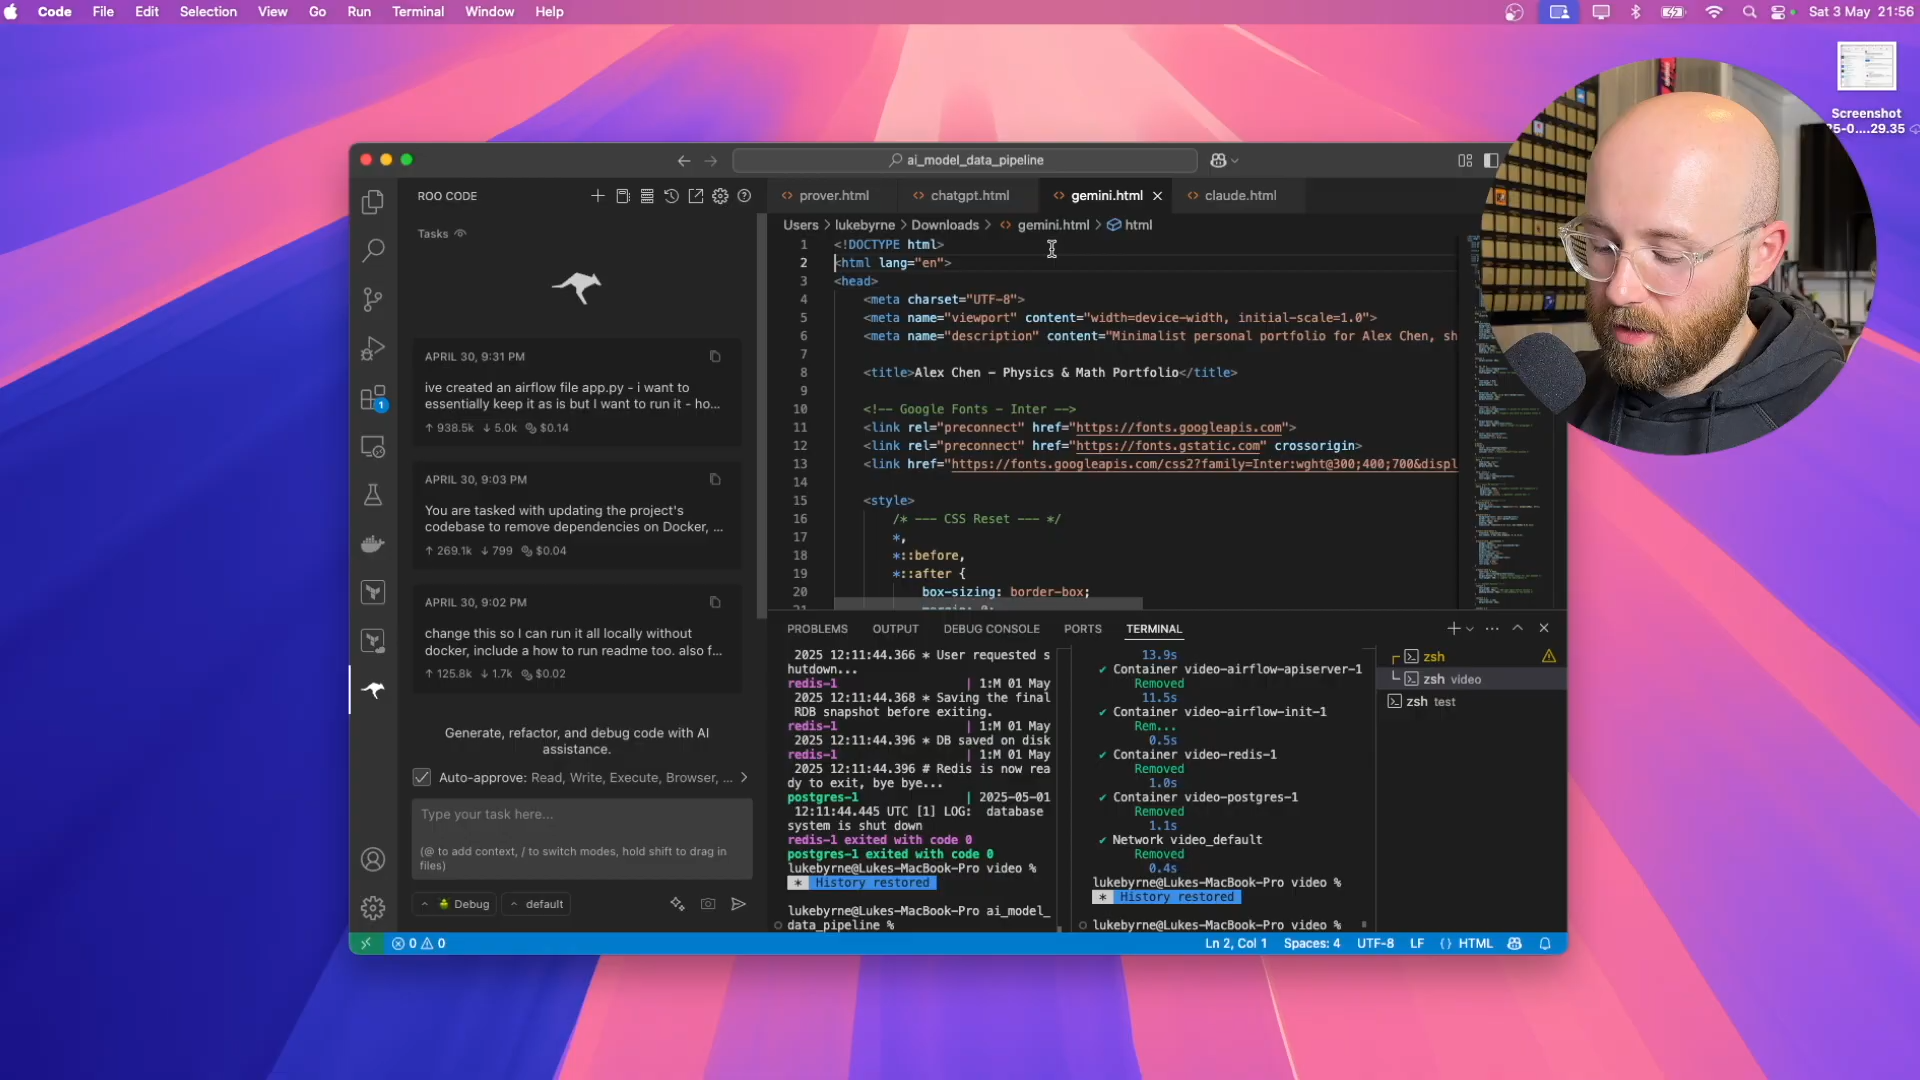 Code File Edit Selection View Go Run Terminal Window Help Sat 3 May 21:56
Screenshot
ai_model_data_pipeline
ROO CODE
prover.html chatgpt.html gemini.html claude.html
Tasks
Users > lukebyrne > Downloads > gemini.html > html
APRIL 30, 9:31 PM
ive created an airflow file app.py - i want to
essentially keep it as is but I want to run it - ho...
↑ 938.5k ↓ 5.0k $0.14
APRIL 30, 9:03 PM
You are tasked with updating the project's
codebase to remove dependencies on Docker, ...
↑ 269.1k ↓ 799 $0.04
APRIL 30, 9:02 PM
change this so I can run it all locally without
docker, include a how to run readme too. also f...
↑ 125.8k ↓ 1.7k $0.02
Generate, refactor, and debug code with AI
assistance.
Auto-approve: Read, Write, Execute, Browser, ...
Type your task here...
(@ to add context, / to switch modes, hold shift to drag in
files)
Debug default
1 <!DOCTYPE html>
2 <html lang="en">
3 <head>
4 <meta charset="UTF-8">
5 <meta name="viewport" content="width=device-width, initial-scale=1.0">
6 <meta name="description" content="Minimalist personal portfolio for Alex Chen, sh
7
8 <title>Alex Chen - Physics & Math Portfolio</title>
9
10 <!-- Google Fonts - Inter -->
11 <link rel="preconnect" href="https://fonts.googleapis.com">
12 <link rel="preconnect" href="https://fonts.gstatic.com" crossorigin>
13 <link href="https://fonts.googleapis.com/css2?family=Inter:wght@300;400;700&displ
14
15 <style>
16 /* --- CSS Reset --- */
17 *,
18 *::before,
19 *::after {
20 box-sizing: border-box;
PROBLEMS OUTPUT DEBUG CONSOLE PORTS TERMINAL
2025 12:11:44.366 * User requested s
hutdown...
redis-1 | 1:M 01 May
2025 12:11:44.368 * Saving the final
RDB snapshot before exiting.
redis-1 | 1:M 01 May
2025 12:11:44.396 * DB saved on disk
redis-1 | 1:M 01 May
2025 12:11:44.396 # Redis is now rea
dy to exit, bye bye...
postgres-1 | 2025-05-01
12:11:44.445 UTC [1] LOG: database
system is shut down
redis-1 exited with code 0
postgres-1 exited with code 0
lukebyrne@Lukes-MacBook-Pro video %
* History restored
lukebyrne@Lukes-MacBook-Pro ai_model_
data_pipeline %
13.9s
✔ Container video-airflow-apiserver-1
Removed
11.5s
✔ Container video-airflow-init-1
Rem...
0.5s
✔ Container video-redis-1
Removed
1.0s
✔ Container video-postgres-1
Removed
1.1s
✔ Network video_default
Removed
0.4s
lukebyrne@Lukes-MacBook-Pro video %
* History restored
lukebyrne@Lukes-MacBook-Pro video %
zsh
zsh video
zsh test
0 0 Ln 2, Col 1 Spaces: 4 UTF-8 LF {} HTML